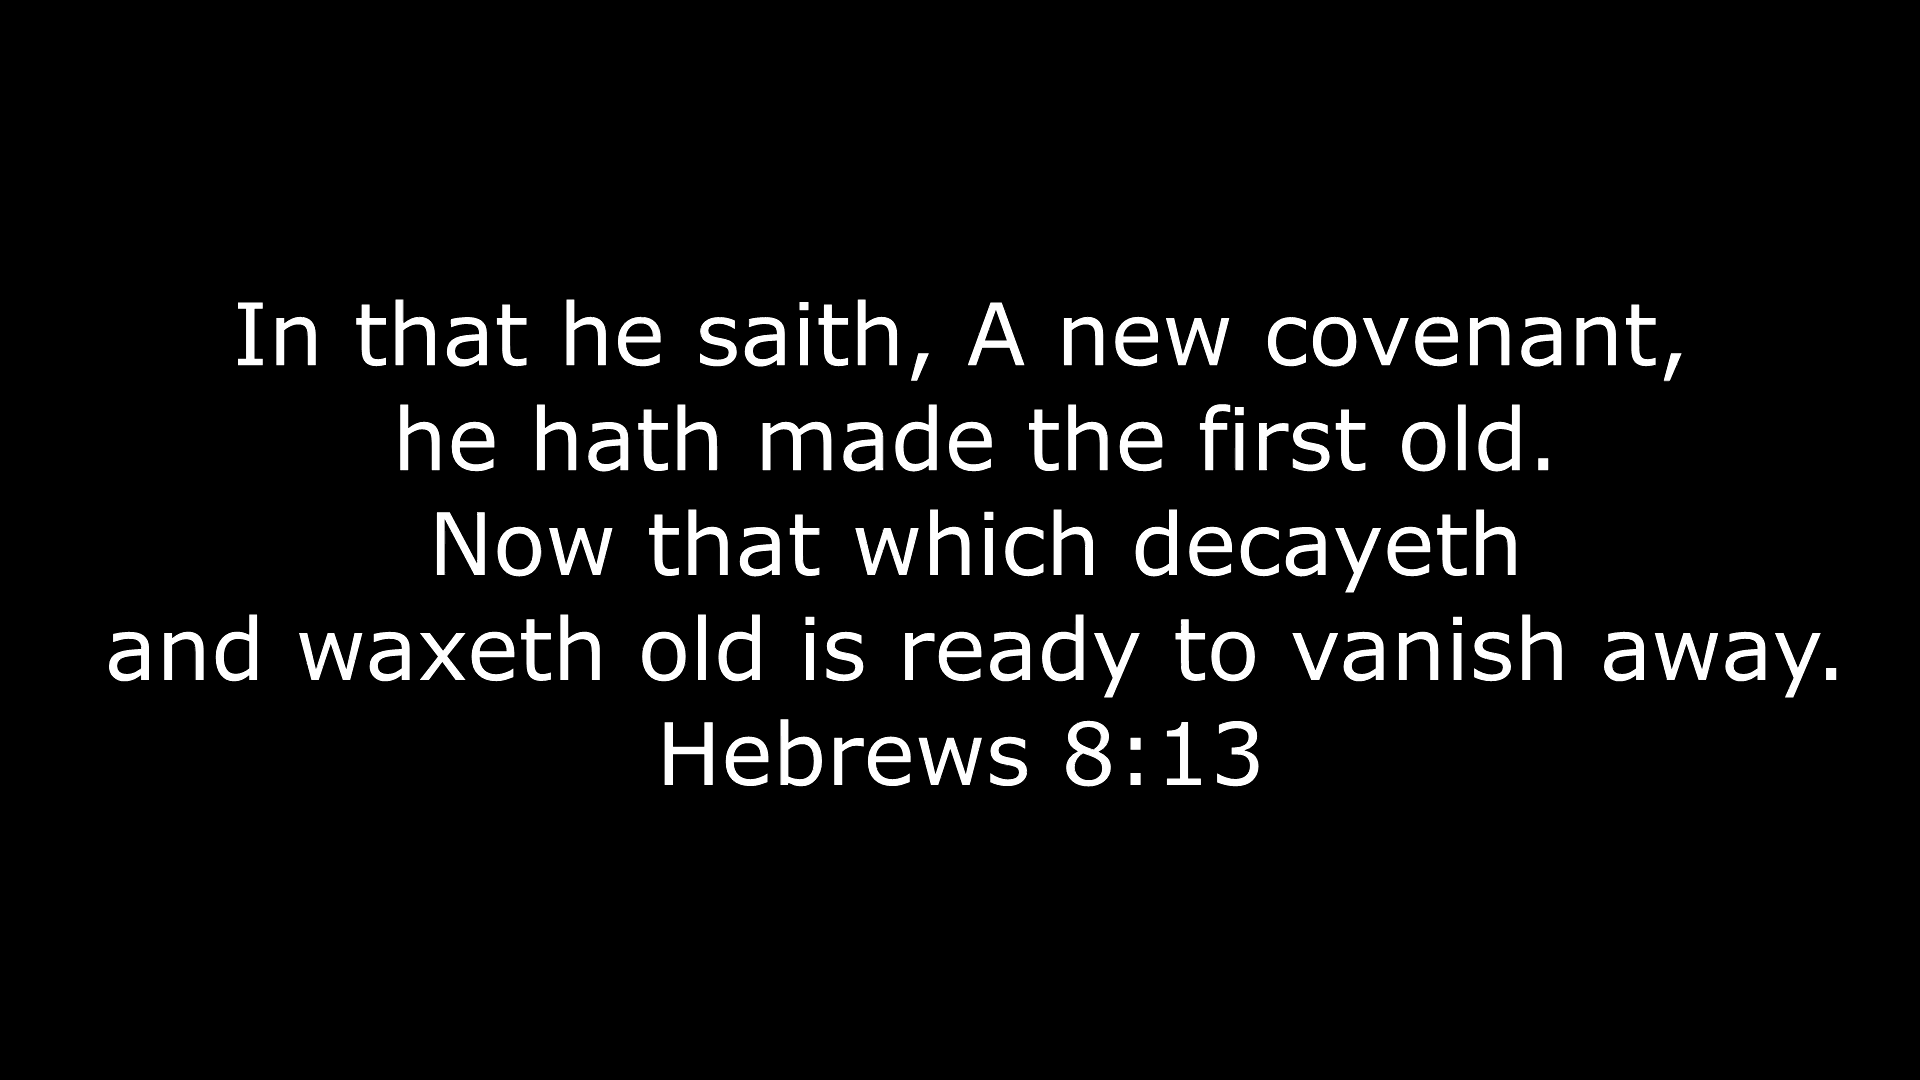 In that he saith, A new covenant,
he hath made the first old.
Now that which decayeth
and waxeth old is ready to vanish away.
Hebrews 8:13